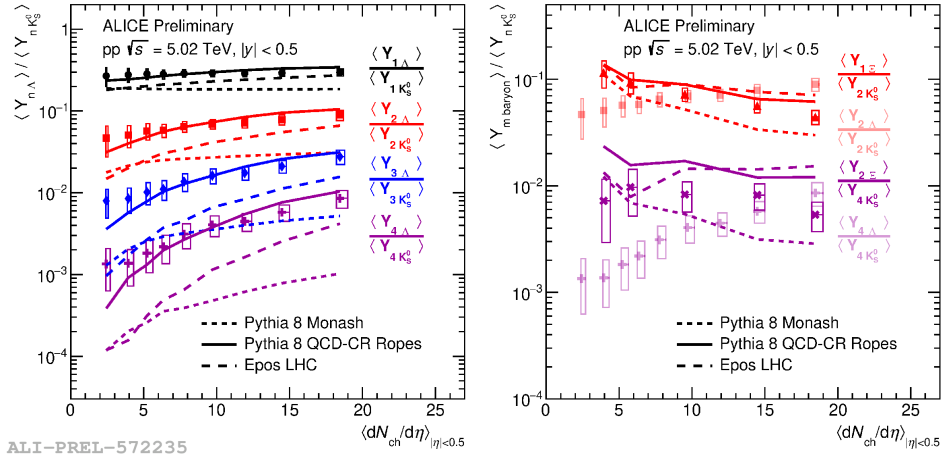 ⟨ Y_{n Λ} ⟩ / ⟨ Y_{n K^0_S} ⟩
ALICE Preliminary
pp √s = 5.02 TeV, |y| < 0.5
1
10^{−1}
10^{−2}
10^{−3}
10^{−4}
⟨ Y_{1 Λ} ⟩
⟨ Y_{1 K^0_S} ⟩
⟨ Y_{2 Λ} ⟩
⟨ Y_{2 K^0_S} ⟩
⟨ Y_{3 Λ} ⟩
⟨ Y_{3 K^0_S} ⟩
⟨ Y_{4 Λ} ⟩
⟨ Y_{4 K^0_S} ⟩
Pythia 8 Monash
Pythia 8 QCD-CR Ropes
Epos LHC
0 5 10 15 20 25
⟨dN_{ch}/dη⟩_{|η|<0.5}
⟨ Y_{m baryon} ⟩ / ⟨ Y_{n K^0_S} ⟩
ALICE Preliminary
pp √s = 5.02 TeV, |y| < 0.5
1
10^{−1}
10^{−2}
10^{−3}
10^{−4}
⟨ Y_{1 Ξ} ⟩
⟨ Y_{2 K^0_S} ⟩
⟨ Y_{2 Λ} ⟩
⟨ Y_{2 K^0_S} ⟩
⟨ Y_{2 Ξ} ⟩
⟨ Y_{4 K^0_S} ⟩
⟨ Y_{4 Λ} ⟩
⟨ Y_{4 K^0_S} ⟩
Pythia 8 Monash
Pythia 8 QCD-CR Ropes
Epos LHC
0 5 10 15 20 25
⟨dN_{ch}/dη⟩_{|η|<0.5}
ALI-PREL-572235